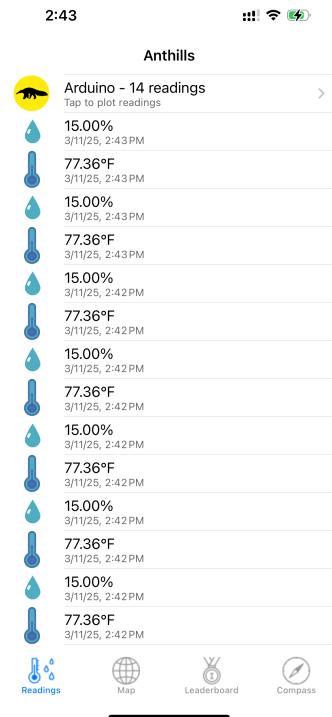 2:43
Anthills
Arduino - 14 readings
Tap to plot readings
15.00%
3/11/25, 2:43 PM
77.36°F
3/11/25, 2:43 PM
15.00%
3/11/25, 2:43 PM
77.36°F
3/11/25, 2:43 PM
15.00%
3/11/25, 2:42 PM
77.36°F
3/11/25, 2:42 PM
15.00%
3/11/25, 2:42 PM
77.36°F
3/11/25, 2:42 PM
15.00%
3/11/25, 2:42 PM
77.36°F
3/11/25, 2:42 PM
15.00%
3/11/25, 2:42 PM
77.36°F
3/11/25, 2:42 PM
15.00%
3/11/25, 2:42 PM
77.36°F
3/11/25, 2:42 PM
Readings Map Leaderboard Compass